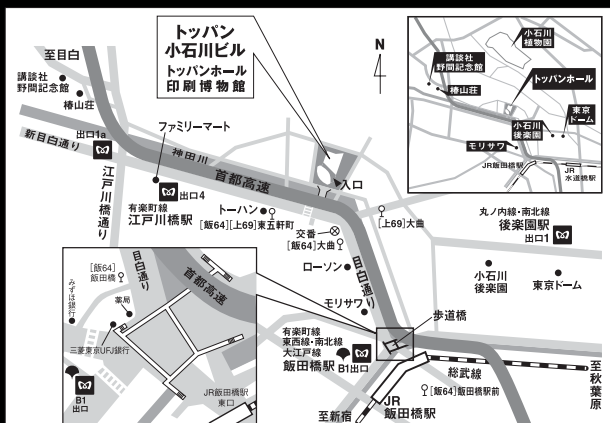 至目白
講談社
野間記念館
椿山荘
新目白通り
出口1a
江戸川橋通り
ファミリーマート
神田川
首都高速
出口4
有楽町線
江戸川橋駅
トッパン
小石川ビル
トッパンホール
印刷博物館
N
入口
トーハン
[飯64][上69]東五軒町
交番
[飯64]大曲
[上69]大曲
ローソン
目白通り
モリサワ
丸ノ内線・南北線
後楽園駅
出口1
小石川
後楽園
東京ドーム
歩道橋
有楽町線
東西線・南北線
大江戸線
飯田橋駅
B1出口
総武線
至秋葉原
[飯64]飯田橋駅前
JR
飯田橋駅
至新宿
小石川
植物園
講談社
野間記念館
椿山荘
トッパンホール
小石川
後楽園
東京
ドーム
モリサワ
JR飯田橋駅
JR
水道橋駅
目白通り
[飯64]
飯田橋
首都高速
みずほ銀行
薬局
三菱東京UFJ銀行
B1
出口
JR飯田橋駅
東口